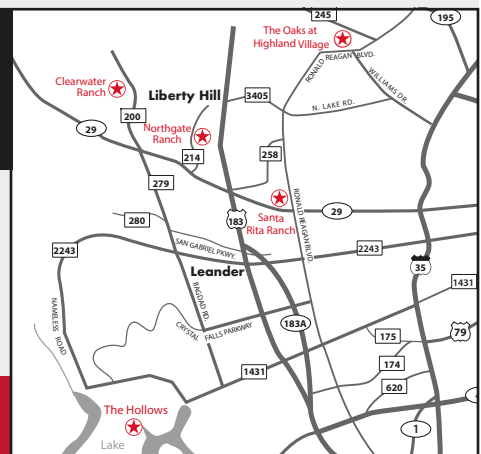 245
195
The Oaks at
Highland Village
RONALD REAGAN BLVD.
WILLIAMS DR.
Clearwater
Ranch
Liberty Hill
3405
N. LAKE RD.
200
29
Northgate
Ranch
214
258
279
RONALD REAGAN BLVD.
280
183
Santa
Rita Ranch
29
2243
SAN GABRIEL PKWY.
2243
Leander
35
1431
NAMELESS ROAD
BAGDAD RD.
CRYSTAL FALLS PARKWAY
183A
175
79
174
1431
620
The Hollows
1
Lake